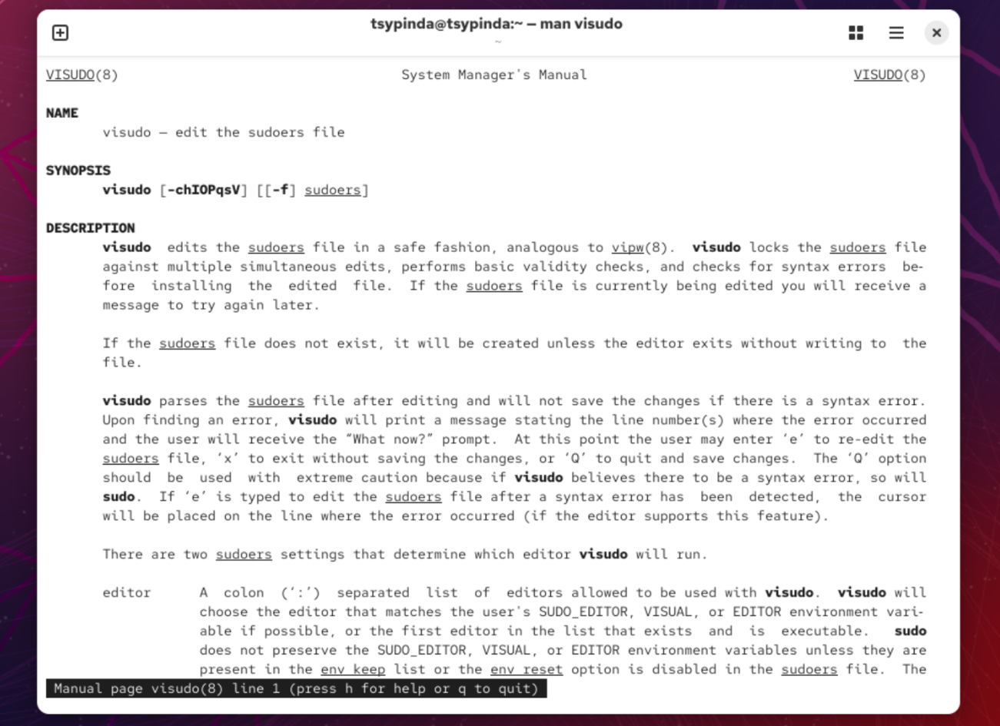 tsypinda@tsypinda:~ — man visudo
~
VISUDO(8) System Manager's Manual VISUDO(8)
NAME
visudo — edit the sudoers file
SYNOPSIS
visudo [-chIOPqsV] [[-f] sudoers]
DESCRIPTION
visudo edits the sudoers file in a safe fashion, analogous to vipw(8). visudo locks the sudoers file
against multiple simultaneous edits, performs basic validity checks, and checks for syntax errors be-
fore installing the edited file. If the sudoers file is currently being edited you will receive a
message to try again later.
If the sudoers file does not exist, it will be created unless the editor exits without writing to the
file.
visudo parses the sudoers file after editing and will not save the changes if there is a syntax error.
Upon finding an error, visudo will print a message stating the line number(s) where the error occurred
and the user will receive the “What now?” prompt. At this point the user may enter ‘e’ to re-edit the
sudoers file, ‘x’ to exit without saving the changes, or ‘Q’ to quit and save changes. The ‘Q’ option
should be used with extreme caution because if visudo believes there to be a syntax error, so will
sudo. If ‘e’ is typed to edit the sudoers file after a syntax error has been detected, the cursor
will be placed on the line where the error occurred (if the editor supports this feature).
There are two sudoers settings that determine which editor visudo will run.
editor A colon (‘:’) separated list of editors allowed to be used with visudo. visudo will
choose the editor that matches the user's SUDO_EDITOR, VISUAL, or EDITOR environment vari-
able if possible, or the first editor in the list that exists and is executable. sudo
does not preserve the SUDO_EDITOR, VISUAL, or EDITOR environment variables unless they are
present in the env_keep list or the env_reset option is disabled in the sudoers file. The
Manual page visudo(8) line 1 (press h for help or q to quit)